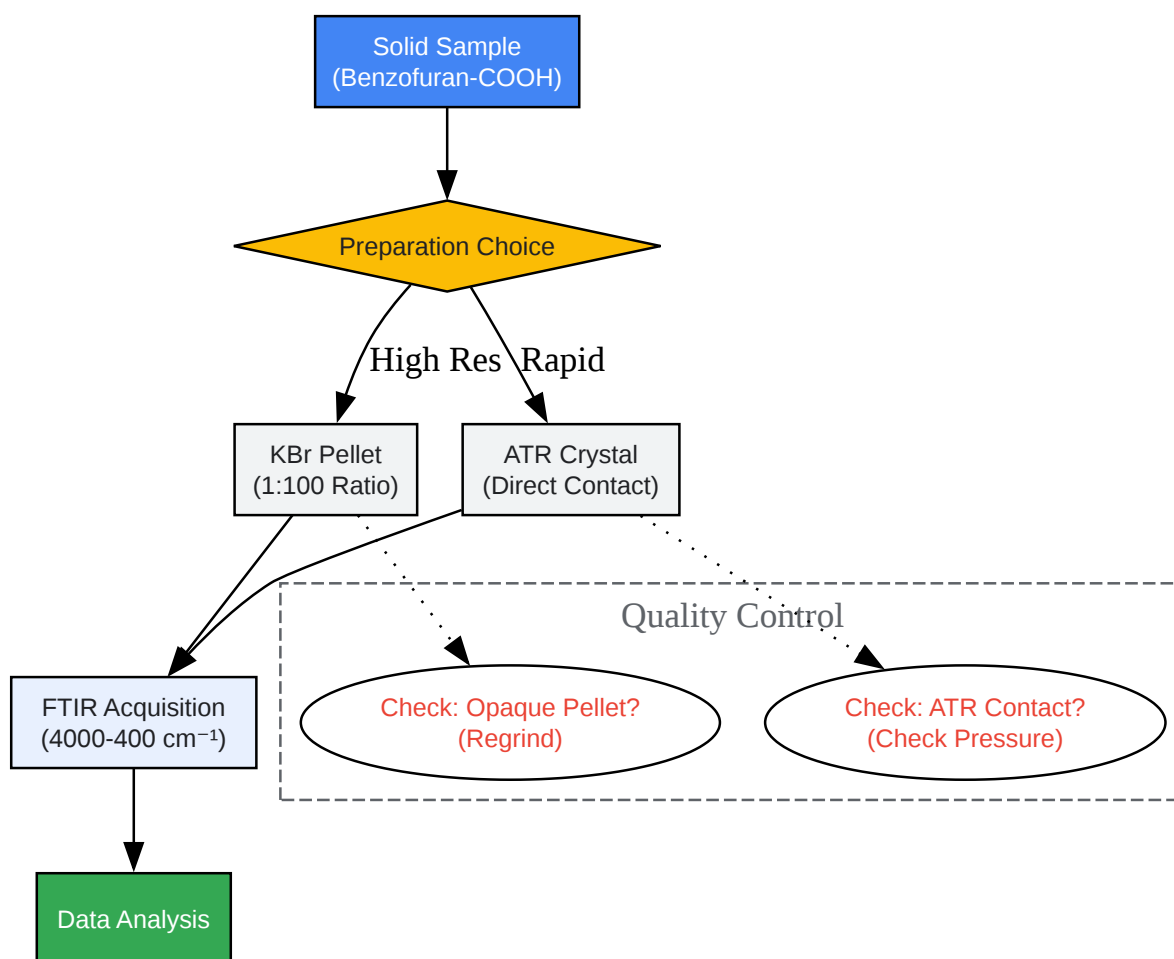 Solid Sample
(Benzofuran-COOH)
Preparation Choice
High Res
Rapid
KBr Pellet
(1:100 Ratio)
ATR Crystal
(Direct Contact)
Quality Control
FTIR Acquisition
(4000-400 cm⁻¹)
Check: Opaque Pellet?
(Regrind)
Check: ATR Contact?
(Check Pressure)
Data Analysis